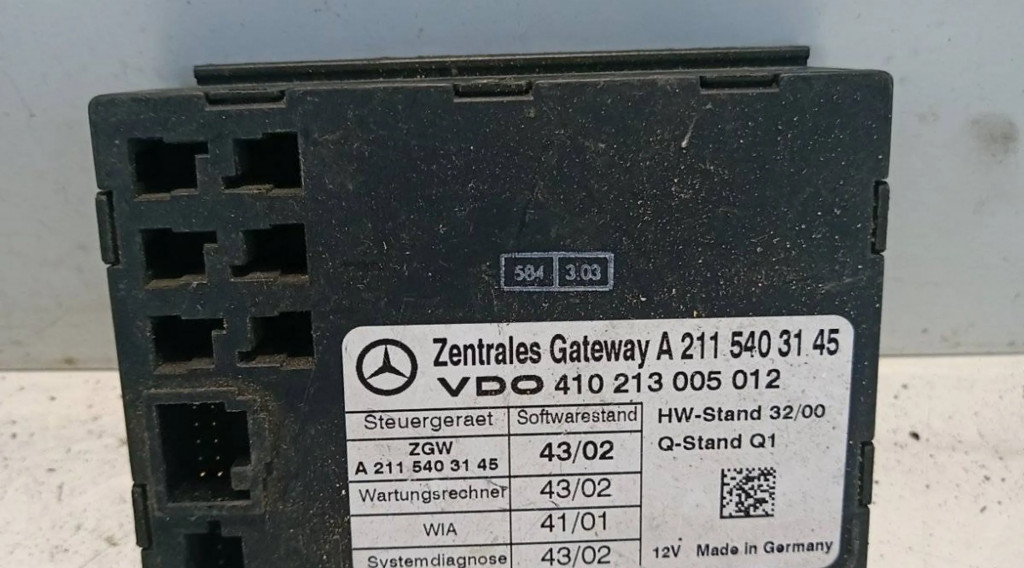 584 3.03
Zentrales Gateway A 211 540 31 45
VDO 410 213 005 012
Steuergeraet Softwarestand
HW-Stand 32/00
ZGW
A 211 540 31 45 43/02
Q-Stand Q1
Wartungsrechner 43/02
WIA 41/01
Systemdiagnose 43/02
12V Made in Germany